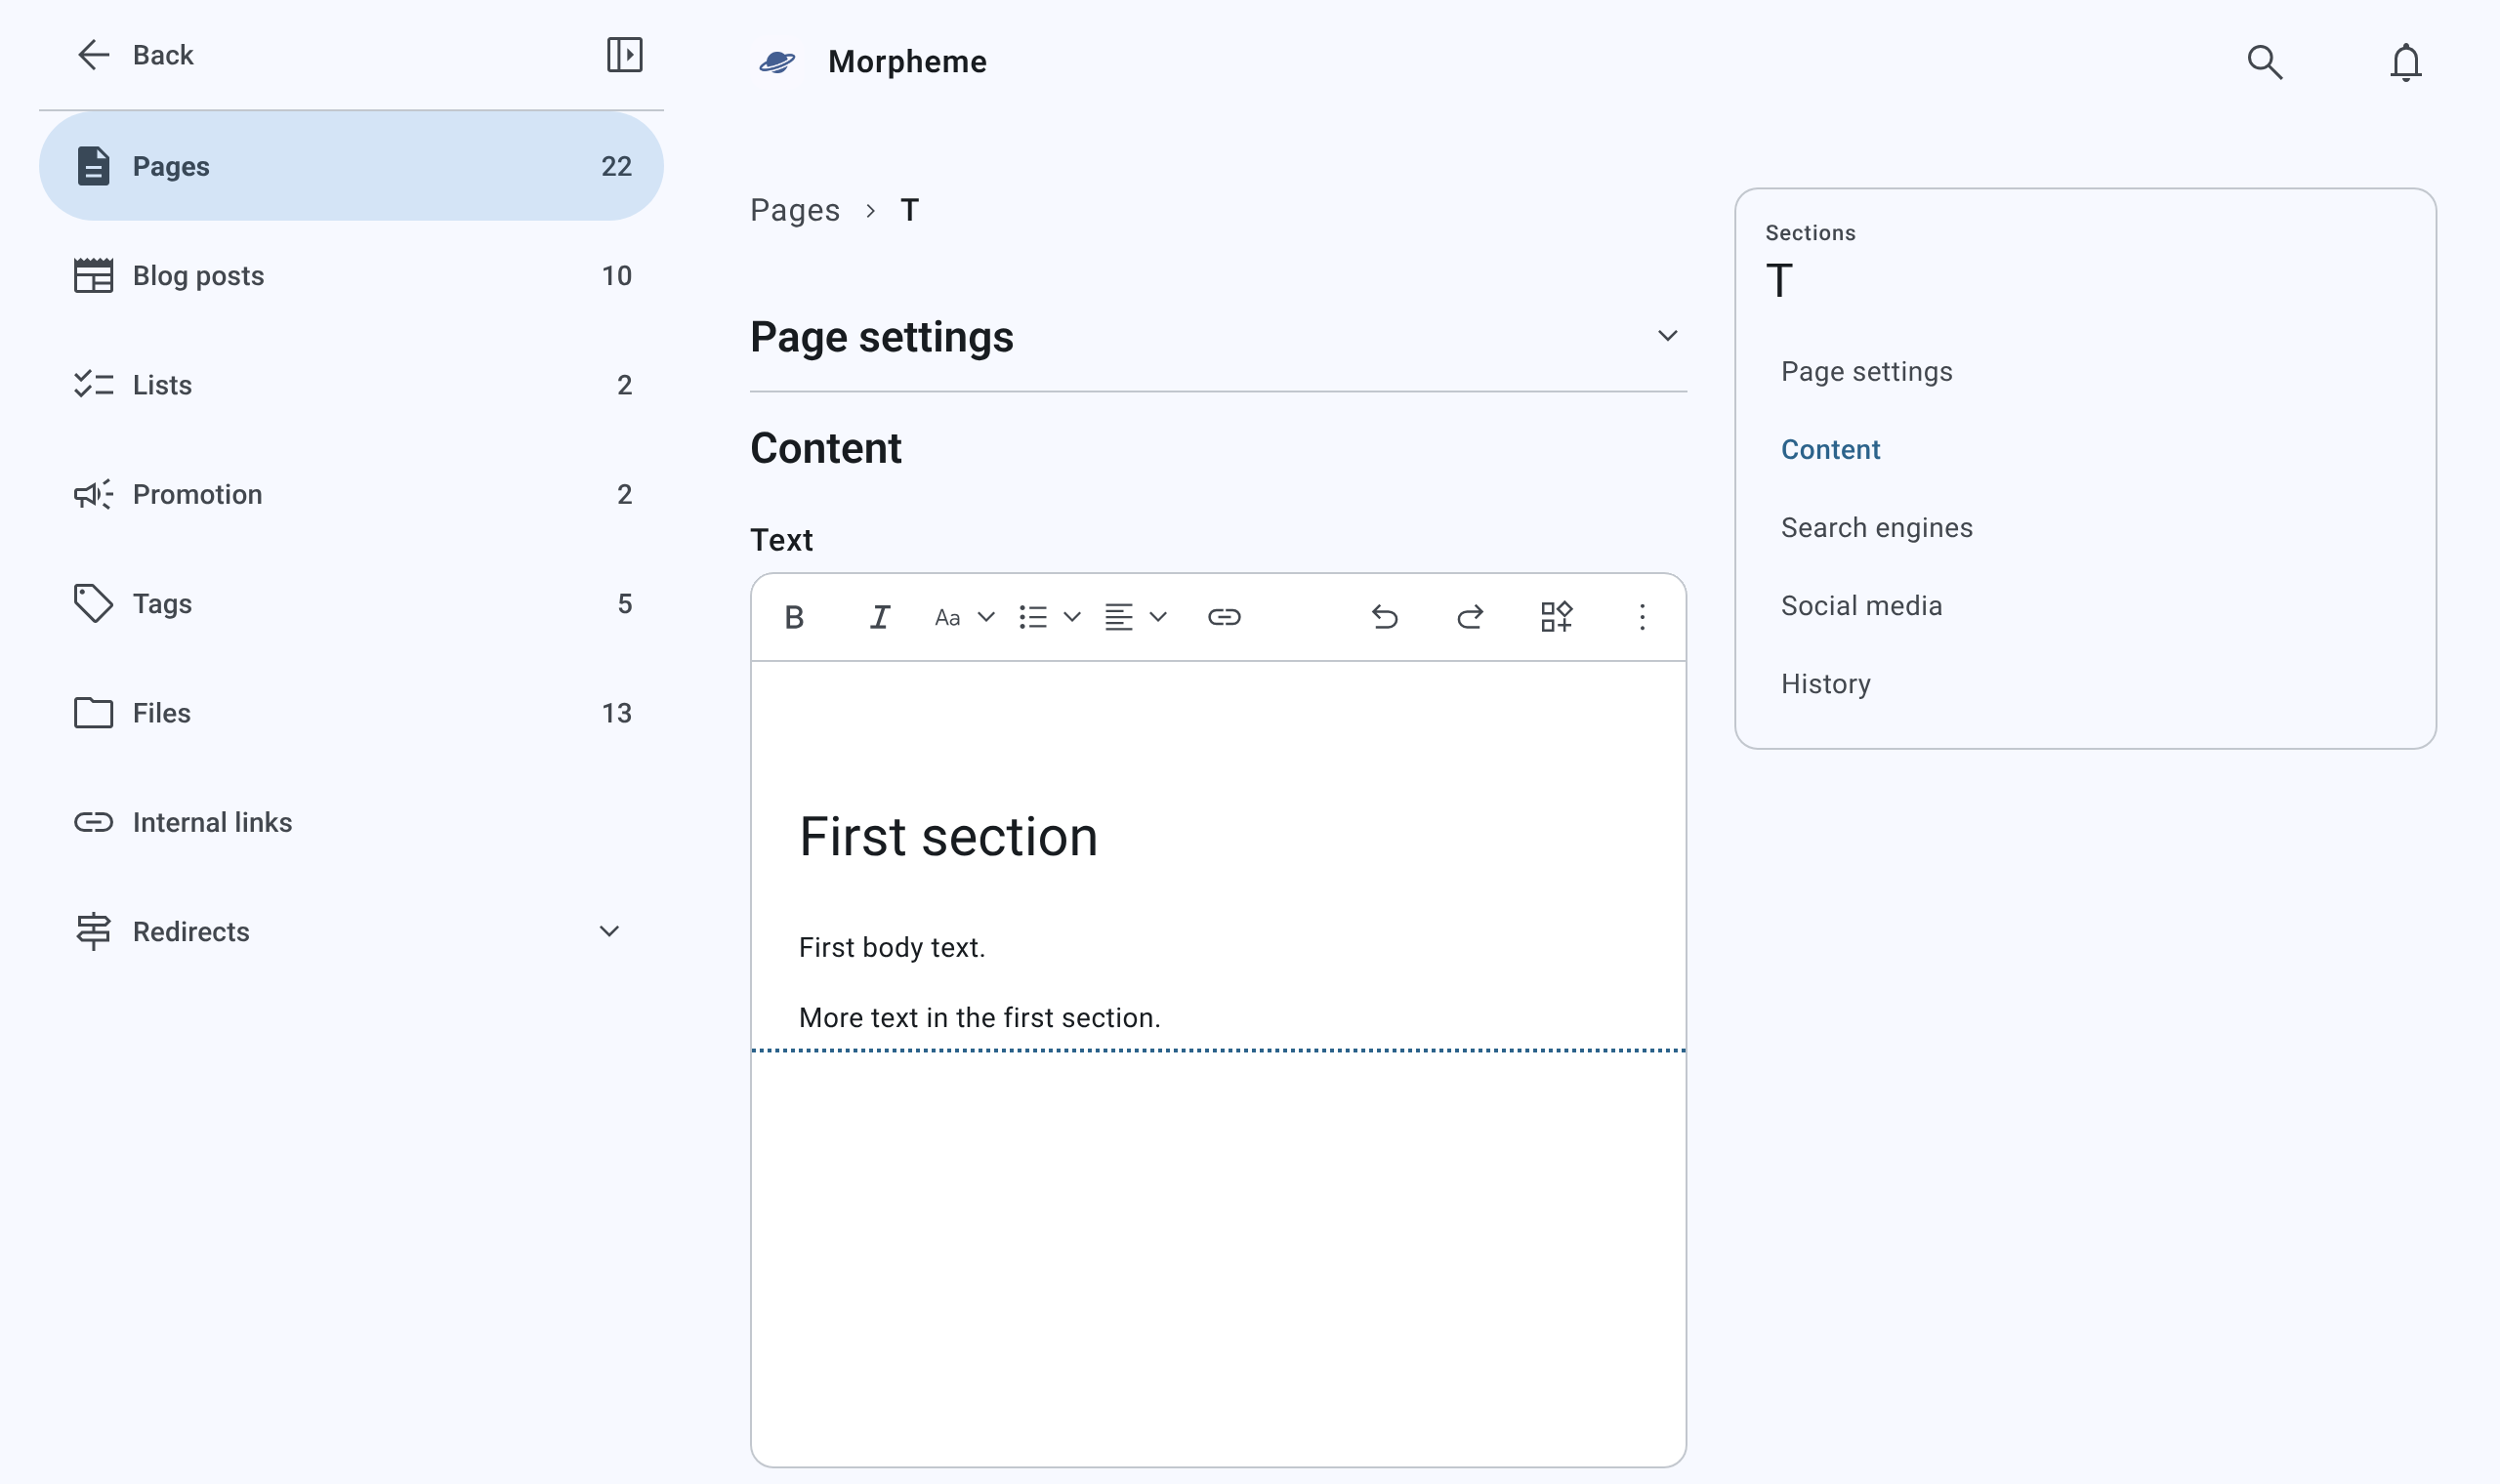 Back
Pages 22
Blog posts 10
Lists 2
Promotion 2
Tags 5
Files 13
Internal links
Redirects
Morpheme
Pages › T
Page settings
Content
Text
B I Aa
First section
First body text.
More text in the first section.
Sections
T
Page settings
Content
Search engines
Social media
History